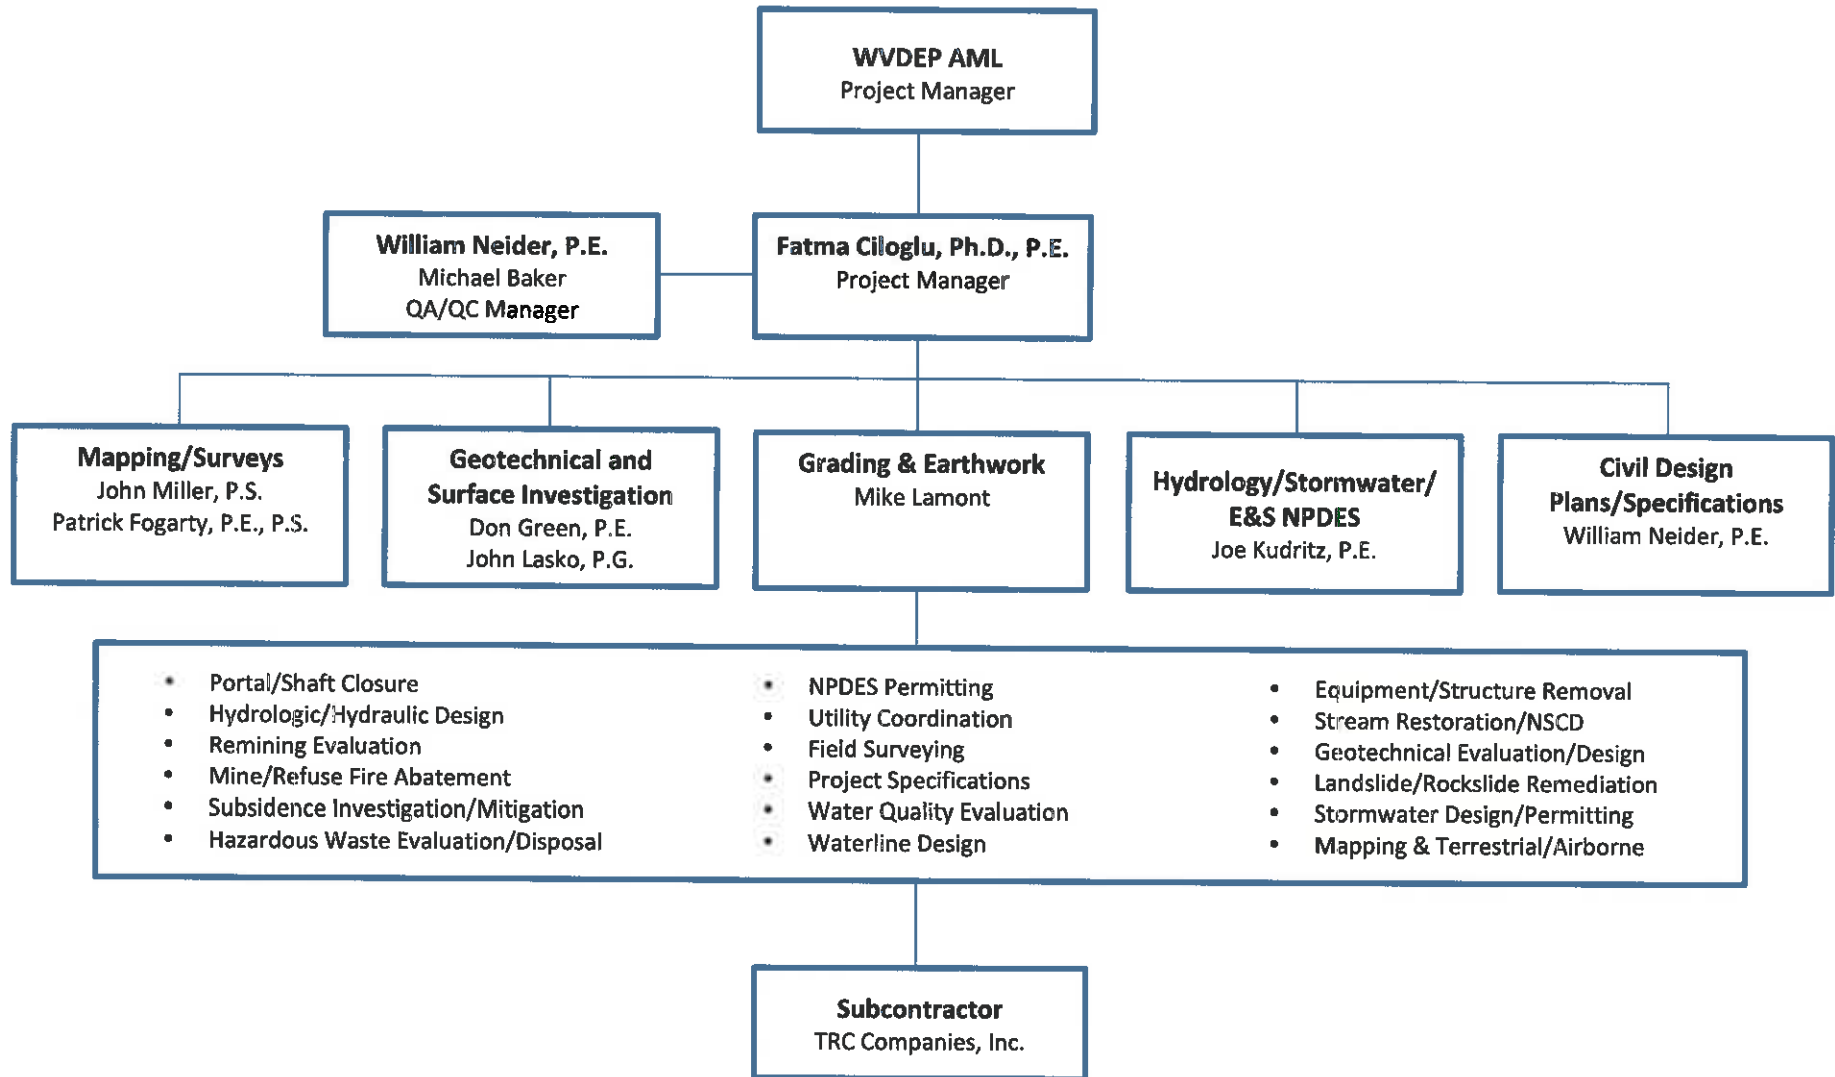 WVDEP AML
Project Manager
William Neider, P.E.
Michael Baker
QA/QC Manager
Fatma Ciloglu, Ph.D., P.E.
Project Manager
Mapping/Surveys
John Miller, P.S.
Patrick Fogarty, P.E., P.S.
Geotechnical and
Surface Investigation
Don Green, P.E.
John Lasko, P.G.
Grading & Earthwork
Mike Lamont
Hydrology/Stormwater/
E&S NPDES
Joe Kudritz, P.E.
Civil Design
Plans/Specifications
William Neider, P.E.
• Portal/Shaft Closure
• Hydrologic/Hydraulic Design
• Remining Evaluation
• Mine/Refuse Fire Abatement
• Subsidence Investigation/Mitigation
• Hazardous Waste Evaluation/Disposal
• NPDES Permitting
• Utility Coordination
• Field Surveying
• Project Specifications
• Water Quality Evaluation
• Waterline Design
• Equipment/Structure Removal
• Stream Restoration/NSCD
• Geotechnical Evaluation/Design
• Landslide/Rockslide Remediation
• Stormwater Design/Permitting
• Mapping & Terrestrial/Airborne
Subcontractor
TRC Companies, Inc.